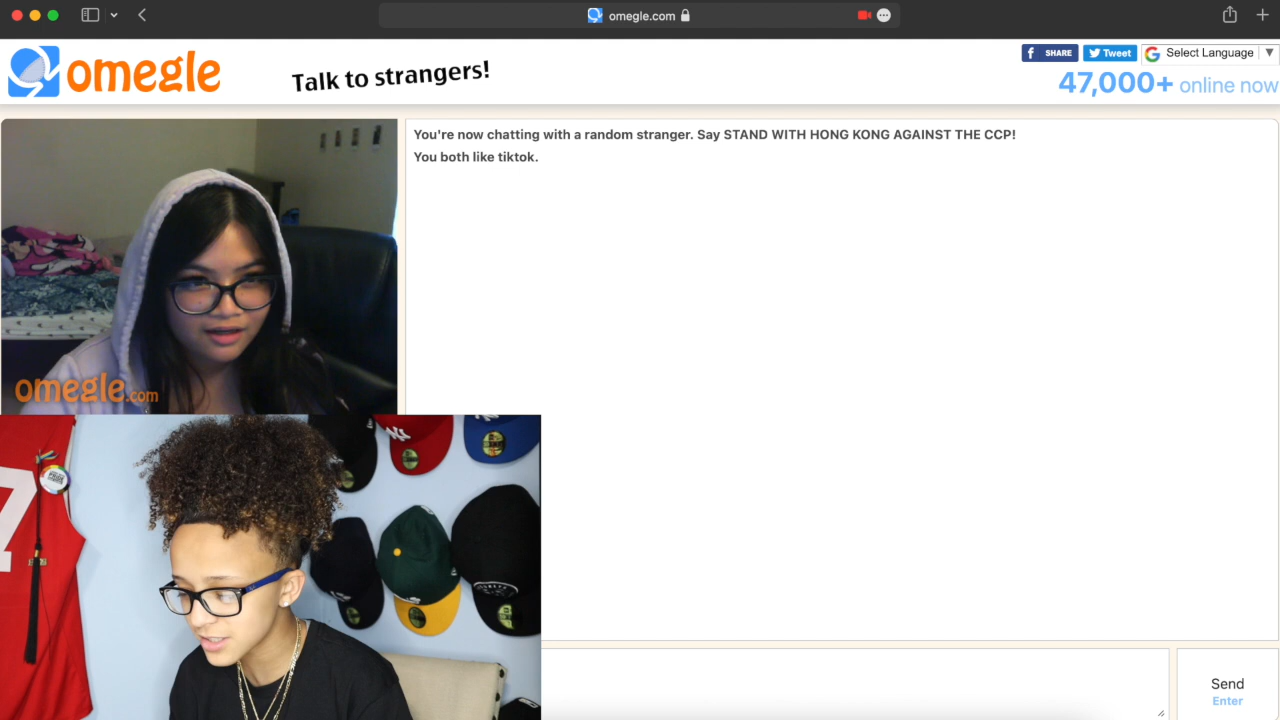 omegle.com
omegle
Talk to strangers!
SHARE
Tweet
Select Language
47,000+ online now
You're now chatting with a random stranger. Say STAND WITH HONG KONG AGAINST THE CCP!
You both like tiktok.
omegle.com
7
Send
Enter